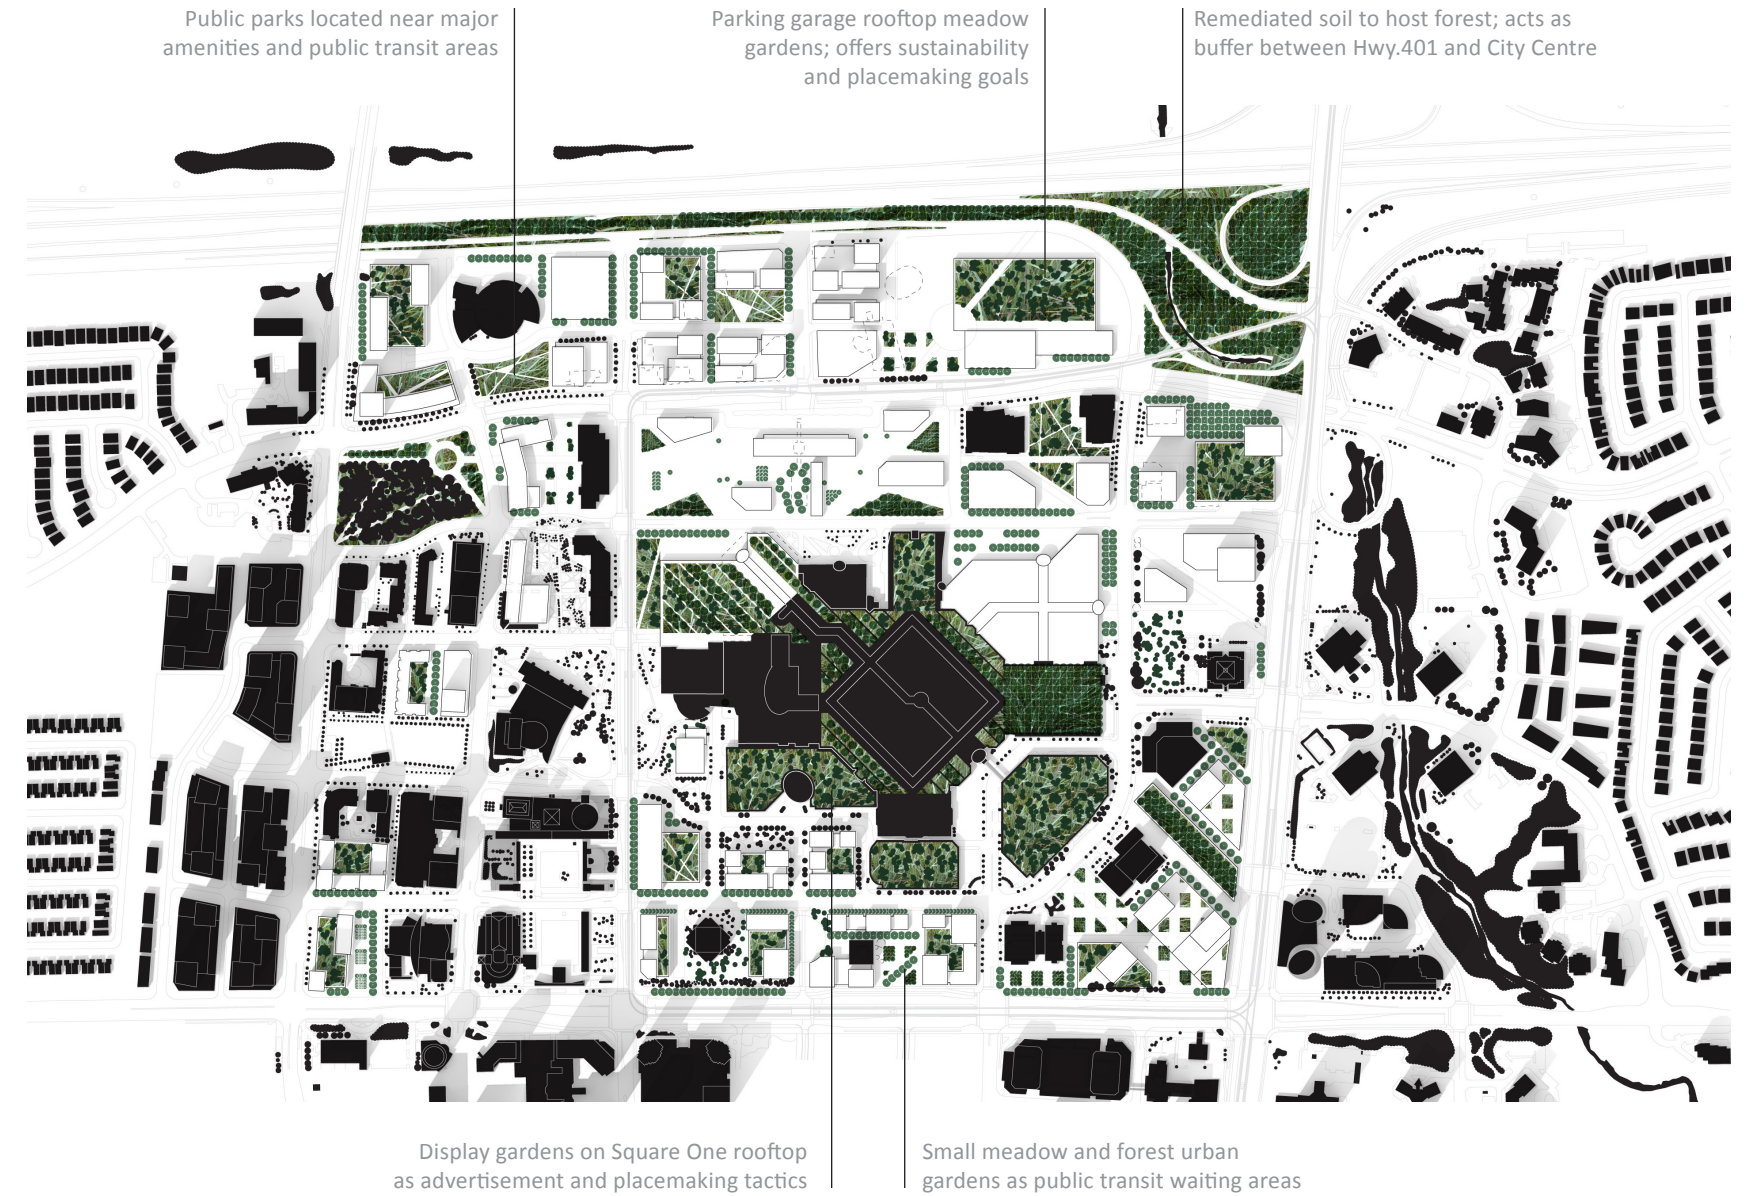 Public parks located near major
amenities and public transit areas
Parking garage rooftop meadow
gardens; offers sustainability
and placemaking goals
Remediated soil to host forest; acts as
buffer between Hwy.401 and City Centre
Display gardens on Square One rooftop
as advertisement and placemaking tactics
Small meadow and forest urban
gardens as public transit waiting areas